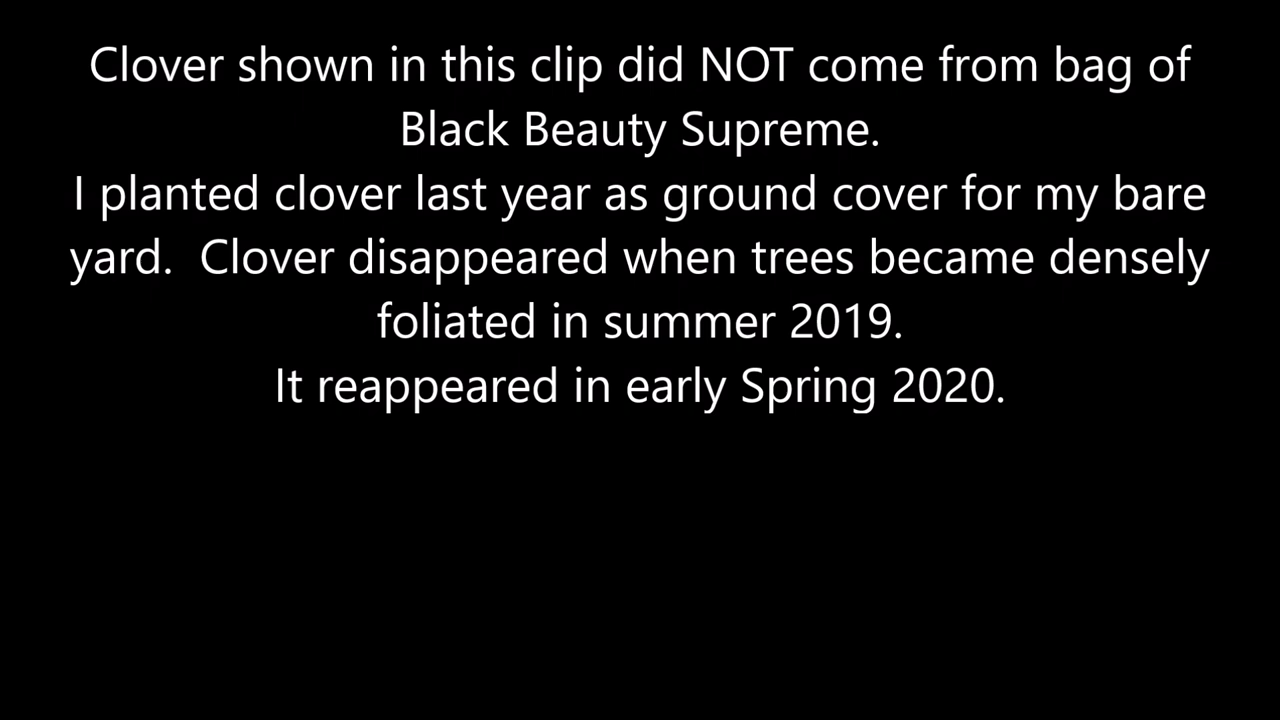 Clover shown in this clip did NOT come from bag of
Black Beauty Supreme.
I planted clover last year as ground cover for my bare
yard.  Clover disappeared when trees became densely
foliated in summer 2019.
It reappeared in early Spring 2020.